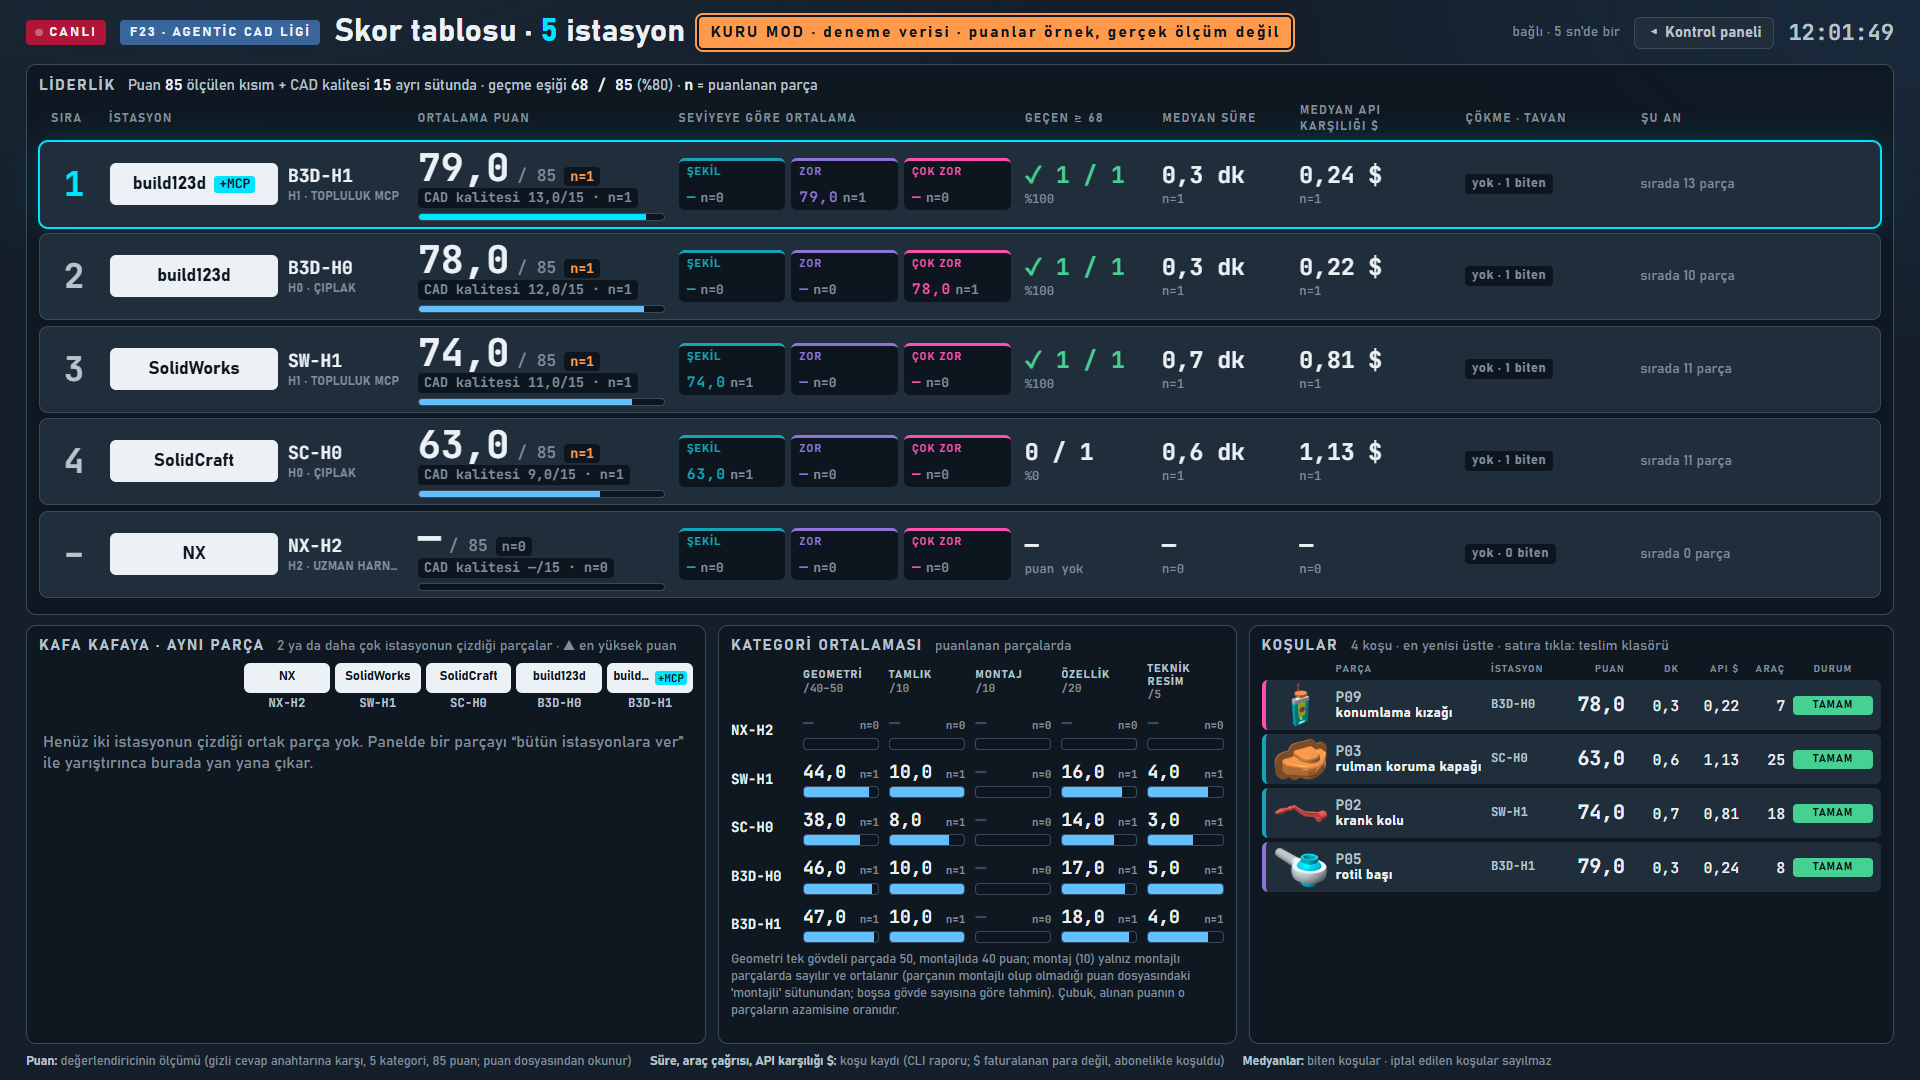 CANLI F23 · AGENTİC CAD LİGİ Skor tablosu · 5 istasyon KURU MOD · deneme verisi · puanlar örnek, gerçek ölçüm değil bağlı · 5 sn'de bir ◂ Kontrol paneli 12:01:49
LİDERLİK Puan 85 ölçülen kısım + CAD kalitesi 15 ayrı sütunda · geçme eşiği 68 / 85 (%80) · n = puanlanan parça
SIRA İSTASYON ORTALAMA PUAN SEVİYEYE GÖRE ORTALAMA GEÇEN ≥ 68 MEDYAN SÜRE MEDYAN API KARŞILIĞI $ ÇÖKME · TAVAN ŞU AN
1 build123d +MCP B3D-H1 79,0 / 85 n=1 ŞEKİL ZOR ÇOK ZOR ✓ 1 / 1 0,3 dk 0,24 $ yok · 1 biten sırada 13 parça
H1 · TOPLULUK MCP CAD kalitesi 13,0/15 · n=1 — n=0 79,0 n=1 — n=0 %100 n=1 n=1
2 build123d B3D-H0 78,0 / 85 n=1 ŞEKİL ZOR ÇOK ZOR ✓ 1 / 1 0,3 dk 0,22 $ yok · 1 biten sırada 10 parça
H0 · ÇIPLAK CAD kalitesi 12,0/15 · n=1 — n=0 — n=0 78,0 n=1 %100 n=1 n=1
3 SolidWorks SW-H1 74,0 / 85 n=1 ŞEKİL ZOR ÇOK ZOR ✓ 1 / 1 0,7 dk 0,81 $ yok · 1 biten sırada 11 parça
H1 · TOPLULUK MCP CAD kalitesi 11,0/15 · n=1 74,0 n=1 — n=0 — n=0 %100 n=1 n=1
4 SolidCraft SC-H0 63,0 / 85 n=1 ŞEKİL ZOR ÇOK ZOR 0 / 1 0,6 dk 1,13 $ yok · 1 biten sırada 11 parça
H0 · ÇIPLAK CAD kalitesi 9,0/15 · n=1 63,0 n=1 — n=0 — n=0 %0 n=1 n=1
— NX NX-H2 — / 85 n=0 ŞEKİL ZOR ÇOK ZOR — — — yok · 0 biten sırada 0 parça
H2 · UZMAN HARN… CAD kalitesi —/15 · n=0 — n=0 — n=0 — n=0 puan yok n=0 n=0
KAFA KAFAYA · AYNI PARÇA 2 ya da daha çok istasyonun çizdiği parçalar · ▲ en yüksek puan
NX SolidWorks SolidCraft build123d build… +MCP
NX-H2 SW-H1 SC-H0 B3D-H0 B3D-H1
Henüz iki istasyonun çizdiği ortak parça yok. Panelde bir parçayı “bütün istasyonlara ver”
ile yarıştırınca burada yan yana çıkar.
KATEGORİ ORTALAMASI puanlanan parçalarda
GEOMETRİ /40–50 TAMLIK /10 MONTAJ /10 ÖZELLİK /20 TEKNİK RESİM /5
NX-H2 — n=0 — n=0 — n=0 — n=0 — n=0
SW-H1 44,0 n=1 10,0 n=1 — n=0 16,0 n=1 4,0 n=1
SC-H0 38,0 n=1 8,0 n=1 — n=0 14,0 n=1 3,0 n=1
B3D-H0 46,0 n=1 10,0 n=1 — n=0 17,0 n=1 5,0 n=1
B3D-H1 47,0 n=1 10,0 n=1 — n=0 18,0 n=1 4,0 n=1
Geometri tek gövdeli parçada 50, montajlıda 40 puan; montaj (10) yalnız montajlı
parçalarda sayılır ve ortalanır (parçanın montajlı olup olmadığı puan dosyasındaki
'montajli' sütunundan; boşsa gövde sayısına göre tahmin). Çubuk, alınan puanın o
parçaların azamisine oranıdır.
KOŞULAR 4 koşu · en yenisi üstte · satıra tıkla: teslim klasörü
PARÇA İSTASYON PUAN DK API $ ARAÇ DURUM
P09 konumlama kızağı B3D-H0 78,0 0,3 0,22 7 TAMAM
P03 rulman koruma kapağı SC-H0 63,0 0,6 1,13 25 TAMAM
P02 krank kolu SW-H1 74,0 0,7 0,81 18 TAMAM
P05 rotil başı B3D-H1 79,0 0,3 0,24 8 TAMAM
Puan: değerlendiricinin ölçümü (gizli cevap anahtarına karşı, 5 kategori, 85 puan; puan dosyasından okunur) Süre, araç çağrısı, API karşılığı $: koşu kaydı (CLI raporu; $ faturalanan para değil, abonelikle koşuldu) Medyanlar: biten koşular · iptal edilen koşular sayılmaz